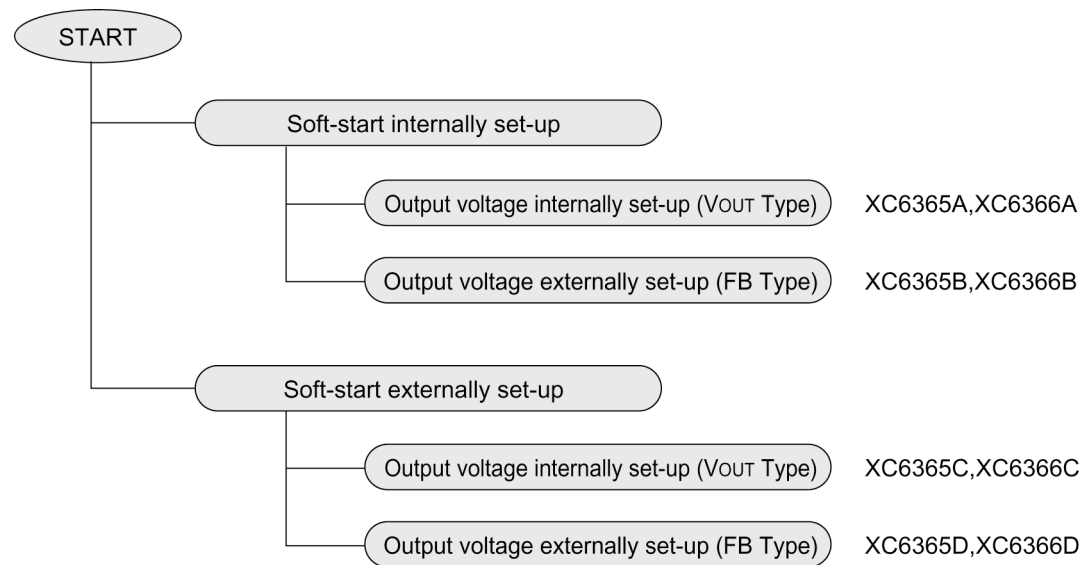 START
Soft-start internally set-up
Output voltage internally set-up (VOUT Type) XC6365A,XC6366A
Output voltage externally set-up (FB Type) XC6365B,XC6366B
Soft-start externally set-up
Output voltage internally set-up (VOUT Type) XC6365C,XC6366C
Output voltage externally set-up (FB Type) XC6365D,XC6366D